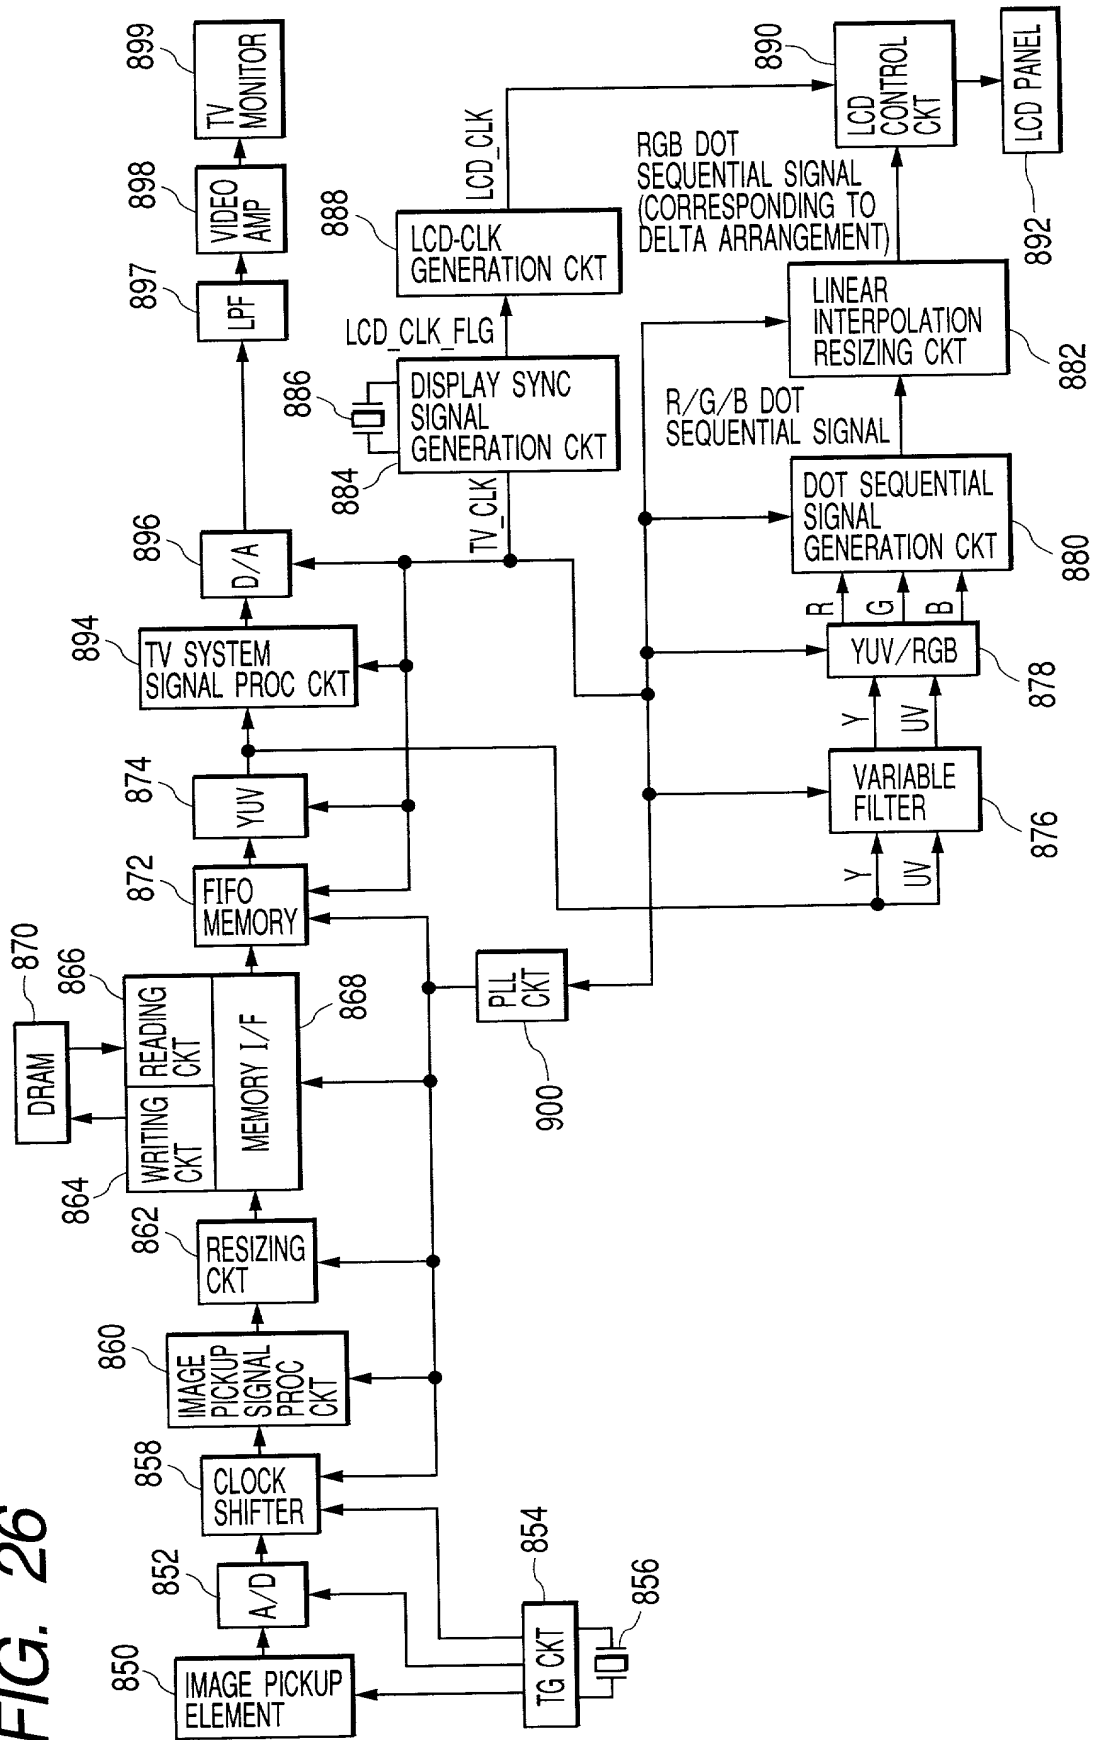 FIG. 26
850
IMAGE PICKUP
ELEMENT
852
A/D
854
TG CKT
856
858
CLOCK
SHIFTER
860
IMAGE
PICKUP
SIGNAL
PROC
CKT
862
RESIZING
CKT
864
WRITING
CKT
866
READING
CKT
MEMORY I/F
868
DRAM
870
872
FIFO
MEMORY
874
YUV
PLL
CKT
900
894
TV SYSTEM
SIGNAL PROC CKT
896
D/A
897
LPF
898
VIDEO
AMP
899
TV
MONITOR
TV_CLK
884
886
DISPLAY SYNC
SIGNAL
GENERATION CKT
LCD_CLK_FLG
888
LCD-CLK
GENERATION CKT
LCD_CLK
Y
UV
VARIABLE
FILTER
876
Y
UV
YUV/RGB
878
R
G
B
DOT SEQUENTIAL
SIGNAL
GENERATION CKT
880
R/G/B DOT
SEQUENTIAL SIGNAL
LINEAR
INTERPOLATION
RESIZING CKT
882
RGB DOT
SEQUENTIAL SIGNAL
(CORRESPONDING TO
DELTA ARRANGEMENT)
890
LCD
CONTROL
CKT
LCD PANEL
892